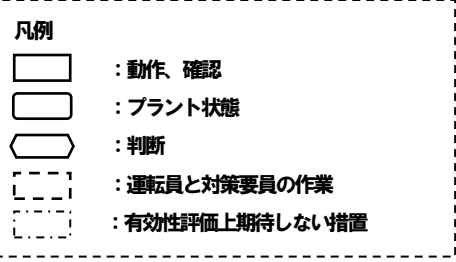 凡例
：動作、確認
：プラント状態
：判断
：運転員と対策要員の作業
：有効性評価上期待しない措置